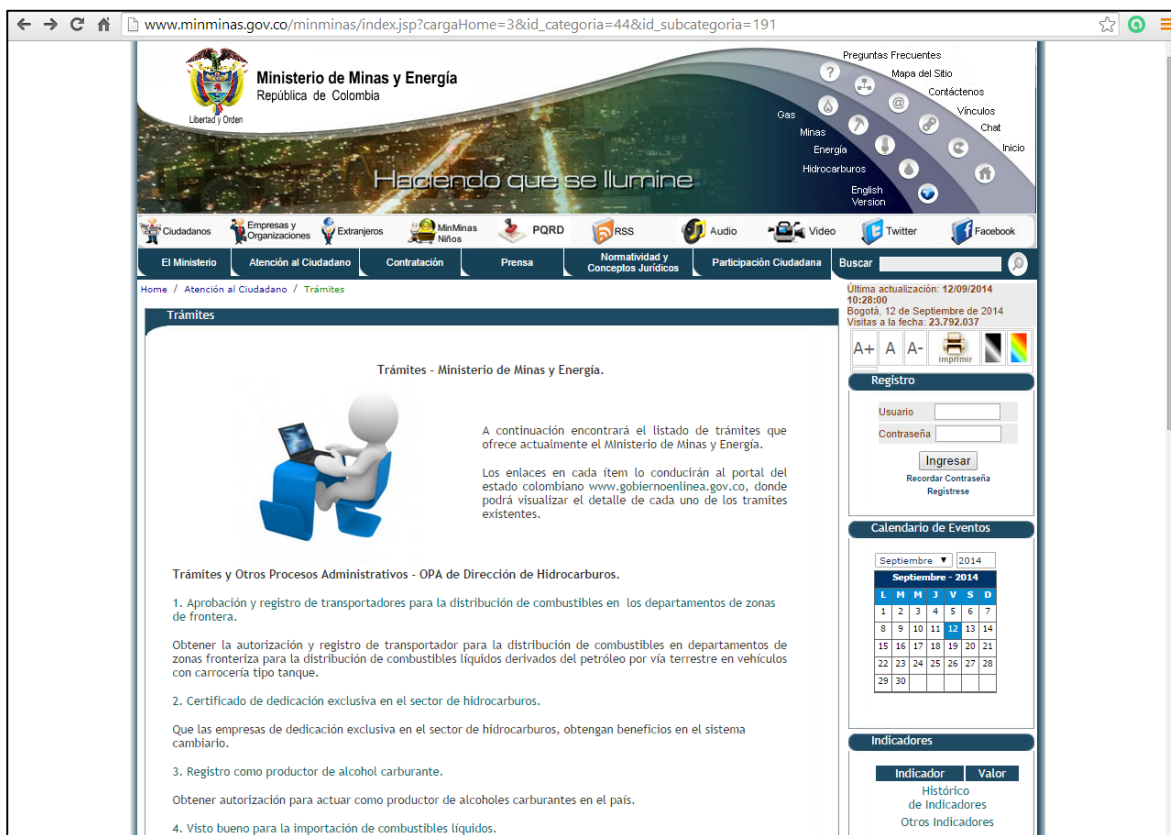 www.minminas.gov.co/minminas/index.jsp?cargaHome=3&id_categoria=44&id_subcategoria=191
Ministerio de Minas y Energía
República de Colombia
Libertad y Orden
Haciendo que se Ilumine
Preguntas Frecuentes
Mapa del Sitio
Contáctenos
Vínculos
Chat
Inicio
Gas
Minas
Energía
Hidrocarburos
English
Version
Ciudadanos
Empresas y
Organizaciones
Extranjeros
MinMinas
Niños
PQRD
RSS
Audio
Video
Twitter
Facebook
El Ministerio
Atención al Ciudadano
Contratación
Prensa
Normatividad y
Conceptos Jurídicos
Participación Ciudadana
Buscar
Home / Atención al Ciudadano / Trámites
Trámites
Trámites - Ministerio de Minas y Energía.
A continuación encontrará el listado de trámites que
ofrece actualmente el MInisterio de Minas y Energía.
Los enlaces en cada ítem lo conducirán al portal del
estado colombiano www.gobiernoenlinea.gov.co, donde
podrá visualizar el detalle de cada uno de los tramites
existentes.
Trámites y Otros Procesos Administrativos - OPA de Dirección de Hidrocarburos.
1. Aprobación y registro de transportadores para la distribución de combustibles en los departamentos de zonas
de frontera.
Obtener la autorización y registro de transportador para la distribución de combustibles en departamentos de
zonas fronteriza para la distribución de combustibles líquidos derivados del petróleo por vía terrestre en vehículos
con carrocería tipo tanque.
2. Certificado de dedicación exclusiva en el sector de hidrocarburos.
Que las empresas de dedicación exclusiva en el sector de hidrocarburos, obtengan beneficios en el sistema
cambiario.
3. Registro como productor de alcohol carburante.
Obtener autorización para actuar como productor de alcoholes carburantes en el país.
4. Visto bueno para la importación de combustibles líquidos.
Última actualización: 12/09/2014
10:28:00
Bogotá, 12 de Septiembre de 2014
Visitas a la fecha: 23.792.037
A+ A A- imprimir
Registro
Usuario
Contraseña
Ingresar
Recordar Contraseña
Registrese
Calendario de Eventos
Septiembre 2014
Septiembre - 2014
L M M J V S D
1 2 3 4 5 6 7
8 9 10 11 12 13 14
15 16 17 18 19 20 21
22 23 24 25 26 27 28
29 30
Indicadores
Indicador Valor
Histórico
de Indicadores
Otros Indicadores